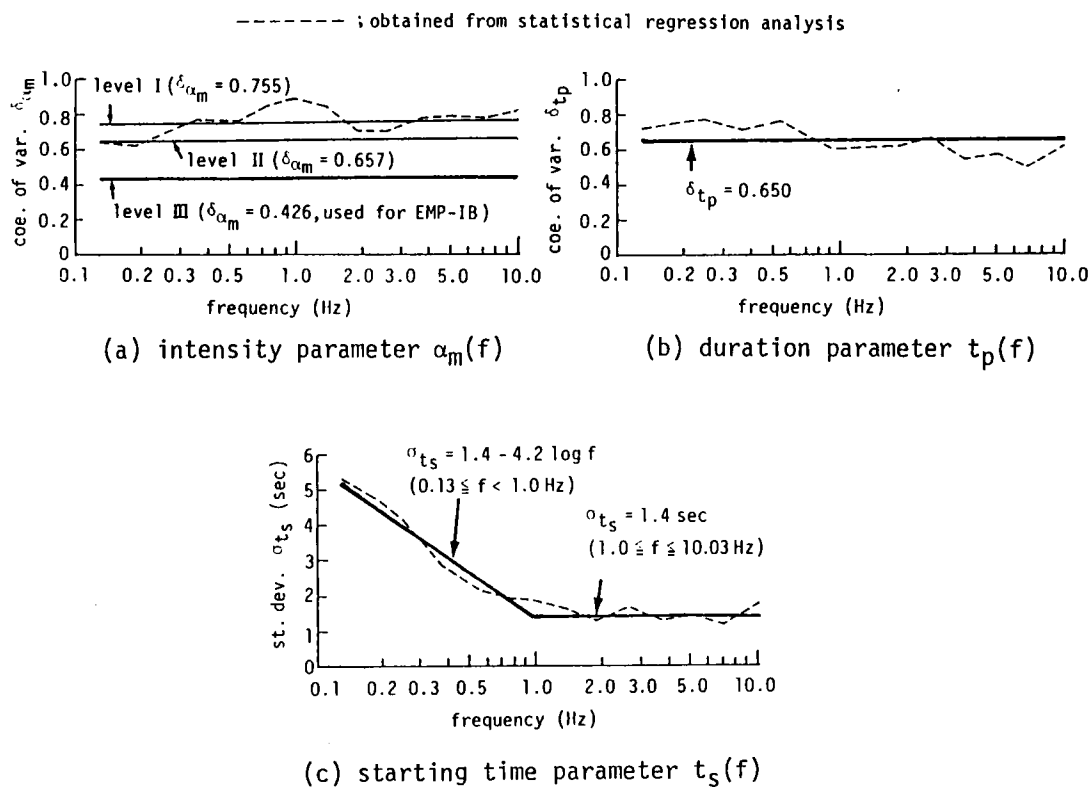 ; obtained from statistical regression analysis
coe. of var. δαm
1.0
0.8
0.6
0.4
0.2
0
level I (δαm = 0.755)
level II (δαm = 0.657)
level III (δαm = 0.426, used for EMP-IB)
0.1 0.2 0.3 0.5 1.0 2.0 3.0 5.0 10.0
frequency (Hz)
(a) intensity parameter αm(f)
coe. of var. δtp
1.0
0.8
0.6
0.4
0.2
0
δtp = 0.650
0.1 0.2 0.3 0.5 1.0 2.0 3.0 5.0 10.0
frequency (Hz)
(b) duration parameter tp(f)
st. dev. σts (sec)
6
5
4
3
2
1
0
σts = 1.4 - 4.2 log f
(0.13 ≦ f < 1.0 Hz)
σts = 1.4 sec
(1.0 ≦ f ≦ 10.03 Hz)
0.1 0.2 0.3 0.5 1.0 2.0 3.0 5.0 10.0
frequency (Hz)
(c) starting time parameter ts(f)